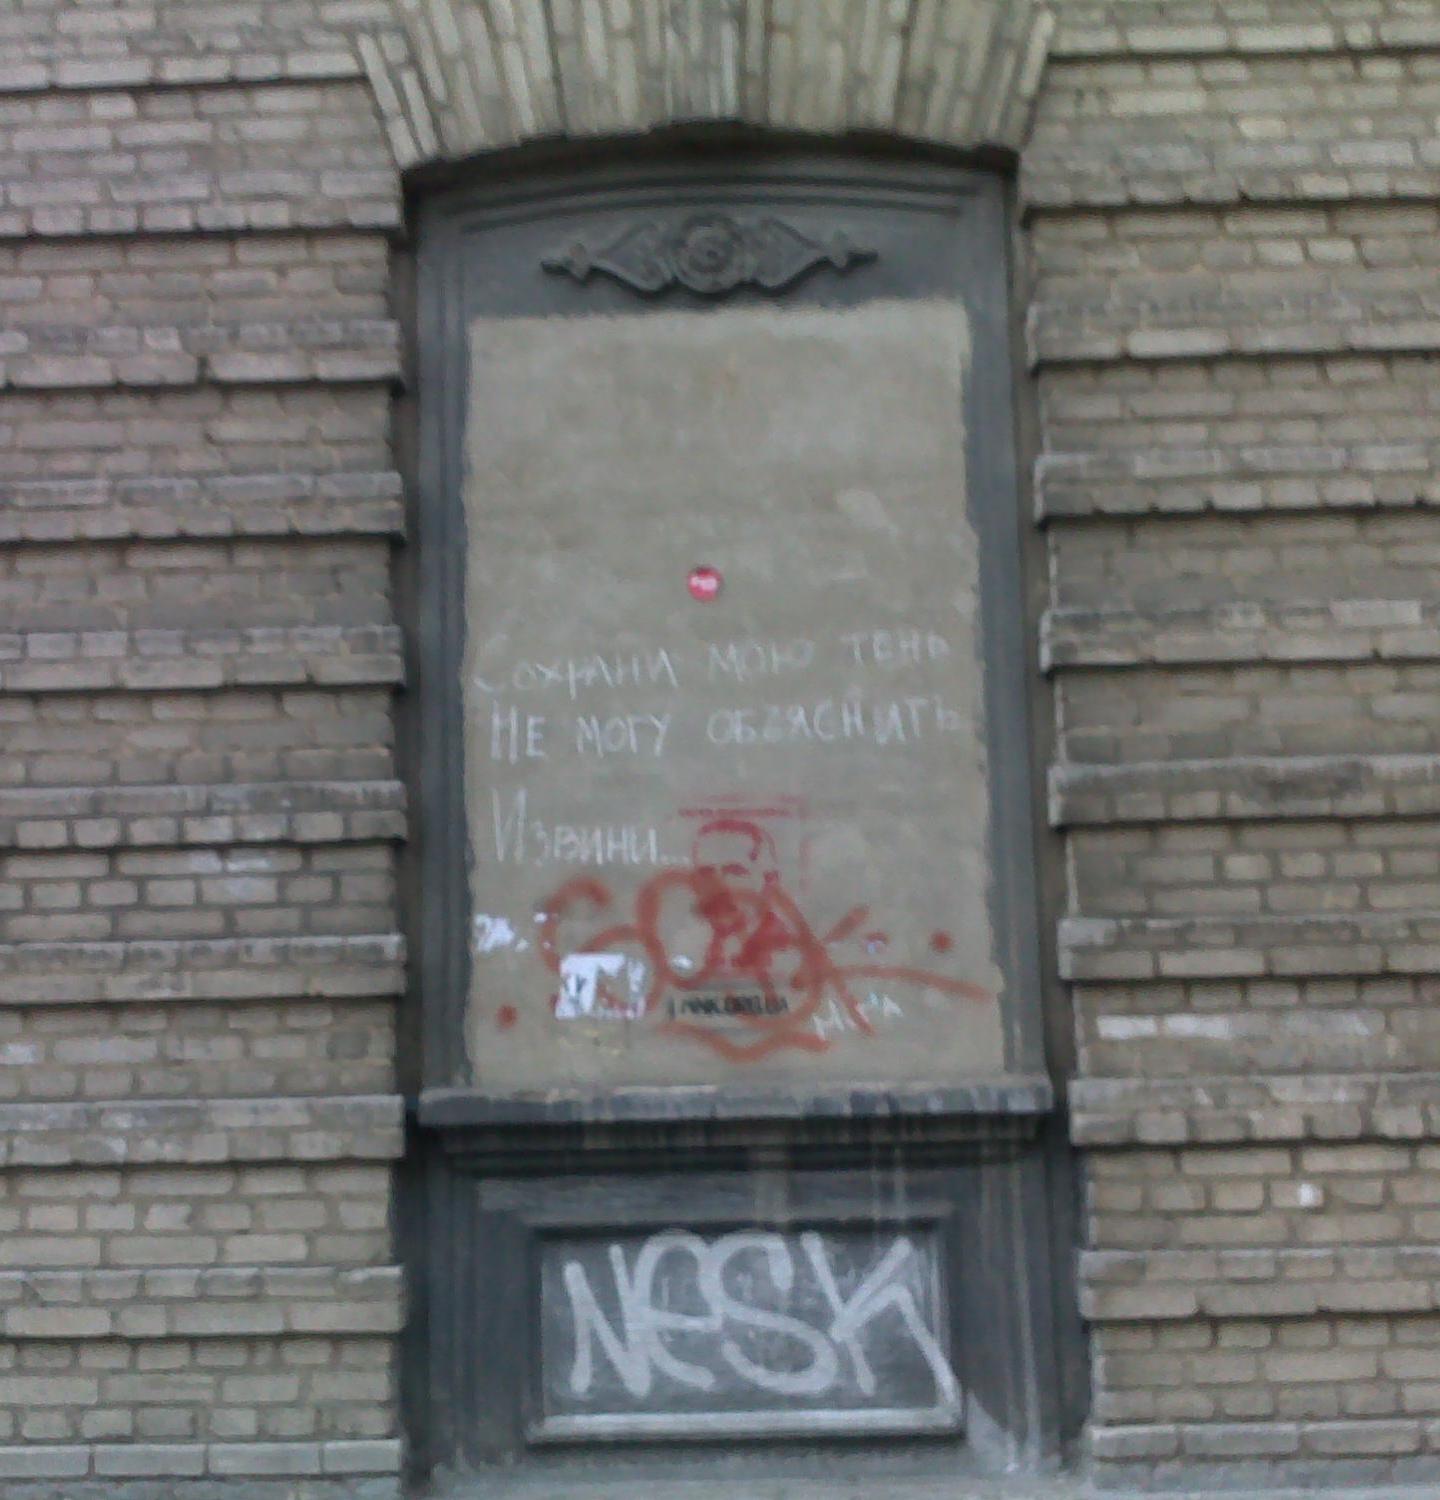 Сохрани мою тень
Не могу объяснить
Извини...
NESK